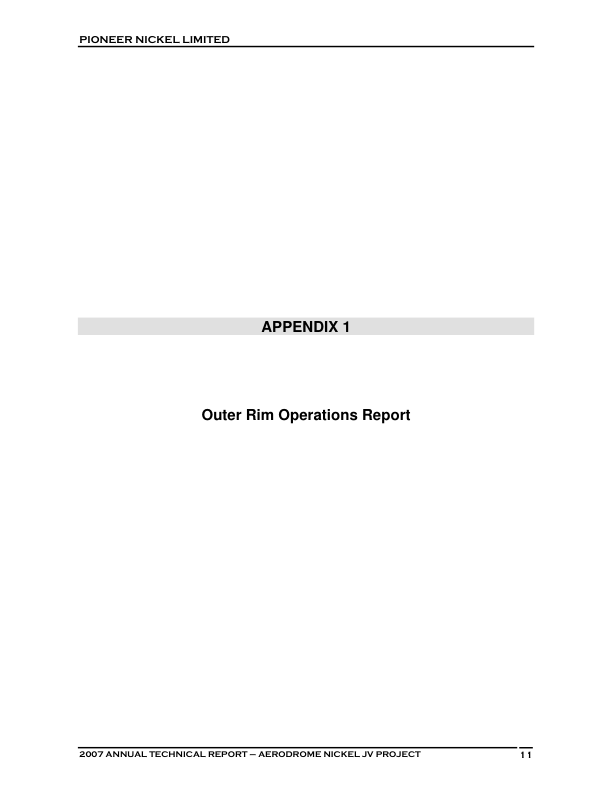 PIONEER NICKEL LIMITED
APPENDIX 1
Outer Rim Operations Report
2007 ANNUAL TECHNICAL REPORT – AERODROME NICKEL JV PROJECT 11